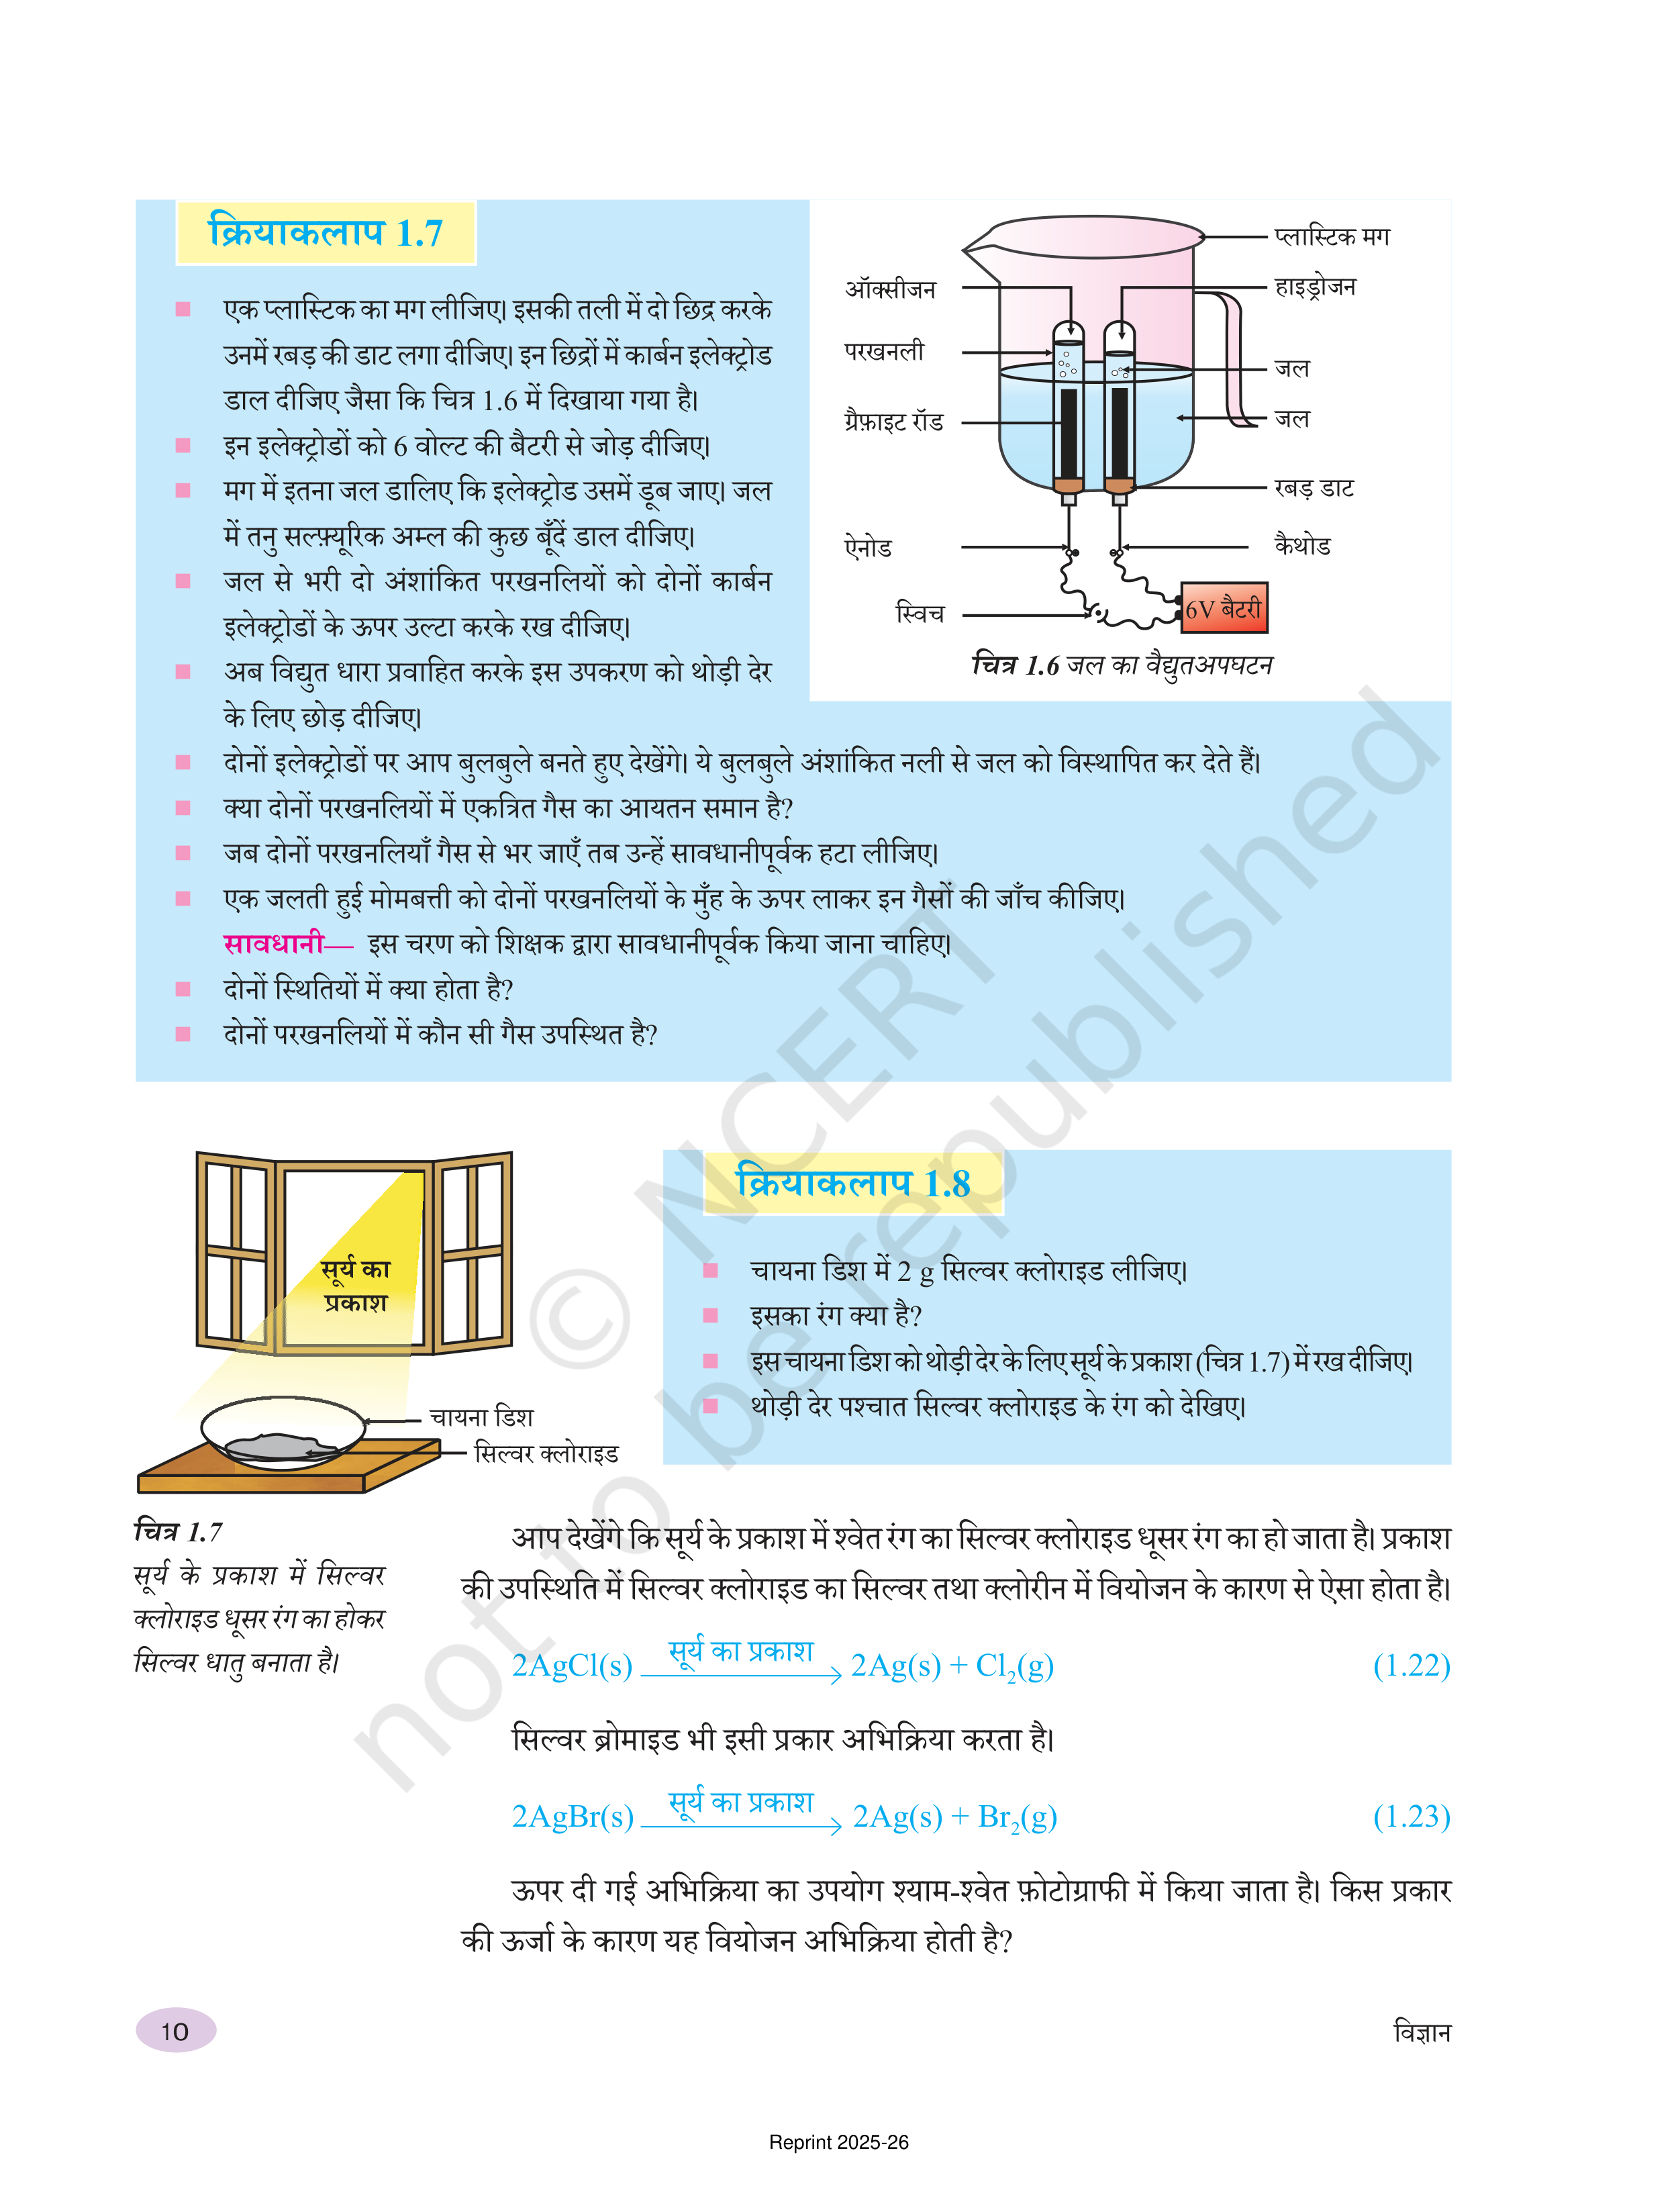 क्रियाकलाप 1.7
एक प्लास्टिक का मग लीजिए। इसकी तली में दो छिद्र करके
उनमें रबड़ की डाट लगा दीजिए। इन छिद्रों में कार्बन इलेक्ट्रोड
डाल दीजिए जैसा कि चित्र 1.6 में दिखाया गया है।
इन इलेक्ट्रोडों को 6 वोल्ट की बैटरी से जोड़ दीजिए।
मग में इतना जल डालिए कि इलेक्ट्रोड उसमें डूब जाए। जल
में तनु सल्फ़्यूरिक अम्ल की कुछ बूँदें डाल दीजिए।
जल से भरी दो अंशांकित परखनलियों को दोनों कार्बन
इलेक्ट्रोडों के ऊपर उल्टा करके रख दीजिए।
अब विद्युत धारा प्रवाहित करके इस उपकरण को थोड़ी देर
के लिए छोड़ दीजिए।
दोनों इलेक्ट्रोडों पर आप बुलबुले बनते हुए देखेंगे। ये बुलबुले अंशांकित नली से जल को विस्थापित कर देते हैं।
क्या दोनों परखनलियों में एकत्रित गैस का आयतन समान है?
जब दोनों परखनलियाँ गैस से भर जाएँ तब उन्हें सावधानीपूर्वक हटा लीजिए।
एक जलती हुई मोमबत्ती को दोनों परखनलियों के मुँह के ऊपर लाकर इन गैसों की जाँच कीजिए।
सावधानी— इस चरण को शिक्षक द्वारा सावधानीपूर्वक किया जाना चाहिए।
दोनों स्थितियों में क्या होता है?
दोनों परखनलियों में कौन सी गैस उपस्थित है?
प्लास्टिक मग
ऑक्सीजन
हाइड्रोजन
परखनली
जल
ग्रैफ़ाइट रॉड
जल
रबड़ डाट
ऐनोड
कैथोड
स्विच
6V बैटरी
चित्र 1.6 जल का वैद्युतअपघटन
सूर्य का
प्रकाश
चायना डिश
सिल्वर क्लोराइड
चित्र 1.7
सूर्य के प्रकाश में सिल्वर
क्लोराइड धूसर रंग का होकर
सिल्वर धातु बनाता है।
क्रियाकलाप 1.8
चायना डिश में 2 g सिल्वर क्लोराइड लीजिए।
इसका रंग क्या है?
इस चायना डिश को थोड़ी देर के लिए सूर्य के प्रकाश (चित्र 1.7) में रख दीजिए।
थोड़ी देर पश्चात सिल्वर क्लोराइड के रंग को देखिए।
आप देखेंगे कि सूर्य के प्रकाश में श्वेत रंग का सिल्वर क्लोराइड धूसर रंग का हो जाता है। प्रकाश
की उपस्थिति में सिल्वर क्लोराइड का सिल्वर तथा क्लोरीन में वियोजन के कारण से ऐसा होता है।
सूर्य का प्रकाश
2AgCl(s) ⟶ 2Ag(s) + Cl₂(g) (1.22)
सिल्वर ब्रोमाइड भी इसी प्रकार अभिक्रिया करता है।
सूर्य का प्रकाश
2AgBr(s) ⟶ 2Ag(s) + Br₂(g) (1.23)
ऊपर दी गई अभिक्रिया का उपयोग श्याम-श्वेत फ़ोटोग्राफी में किया जाता है। किस प्रकार
की ऊर्जा के कारण यह वियोजन अभिक्रिया होती है?
10
विज्ञान
Reprint 2025-26
© NCERT
not to be republished